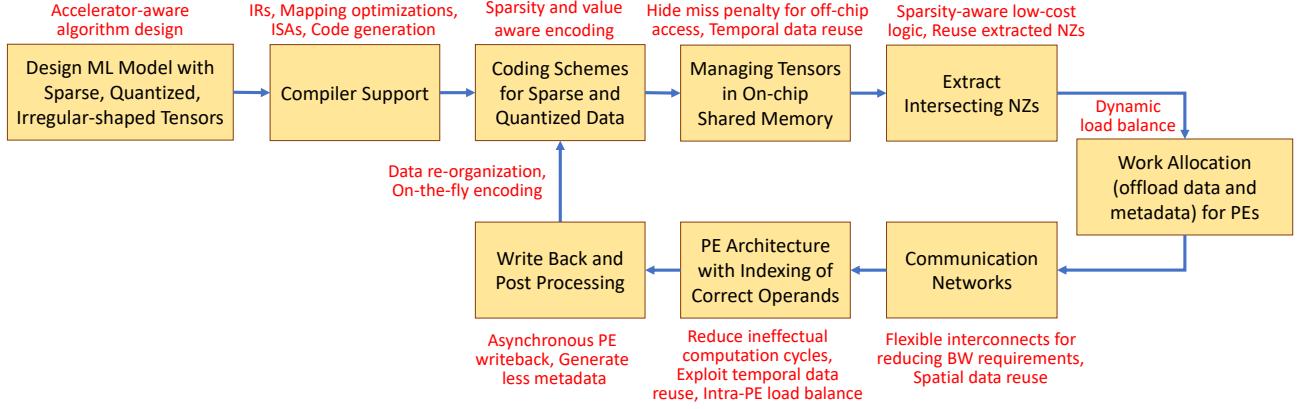 Accelerator-aware
algorithm design
IRs, Mapping optimizations,
ISAs, Code generation
Sparsity and value
aware encoding
Hide miss penalty for off-chip
access, Temporal data reuse
Sparsity-aware low-cost
logic, Reuse extracted NZs
Design ML Model with
Sparse, Quantized,
Irregular-shaped Tensors
Compiler Support
Coding Schemes
for Sparse and
Quantized Data
Managing Tensors
in On-chip
Shared Memory
Extract
Intersecting NZs
Dynamic
load balance
Work Allocation
(offload data and
metadata) for PEs
Data re-organization,
On-the-fly encoding
Write Back and
Post Processing
PE Architecture
with Indexing of
Correct Operands
Communication
Networks
Asynchronous PE
writeback, Generate
less metadata
Reduce ineffectual
computation cycles,
Exploit temporal data
reuse, Intra-PE load balance
Flexible interconnects for
reducing BW requirements,
Spatial data reuse